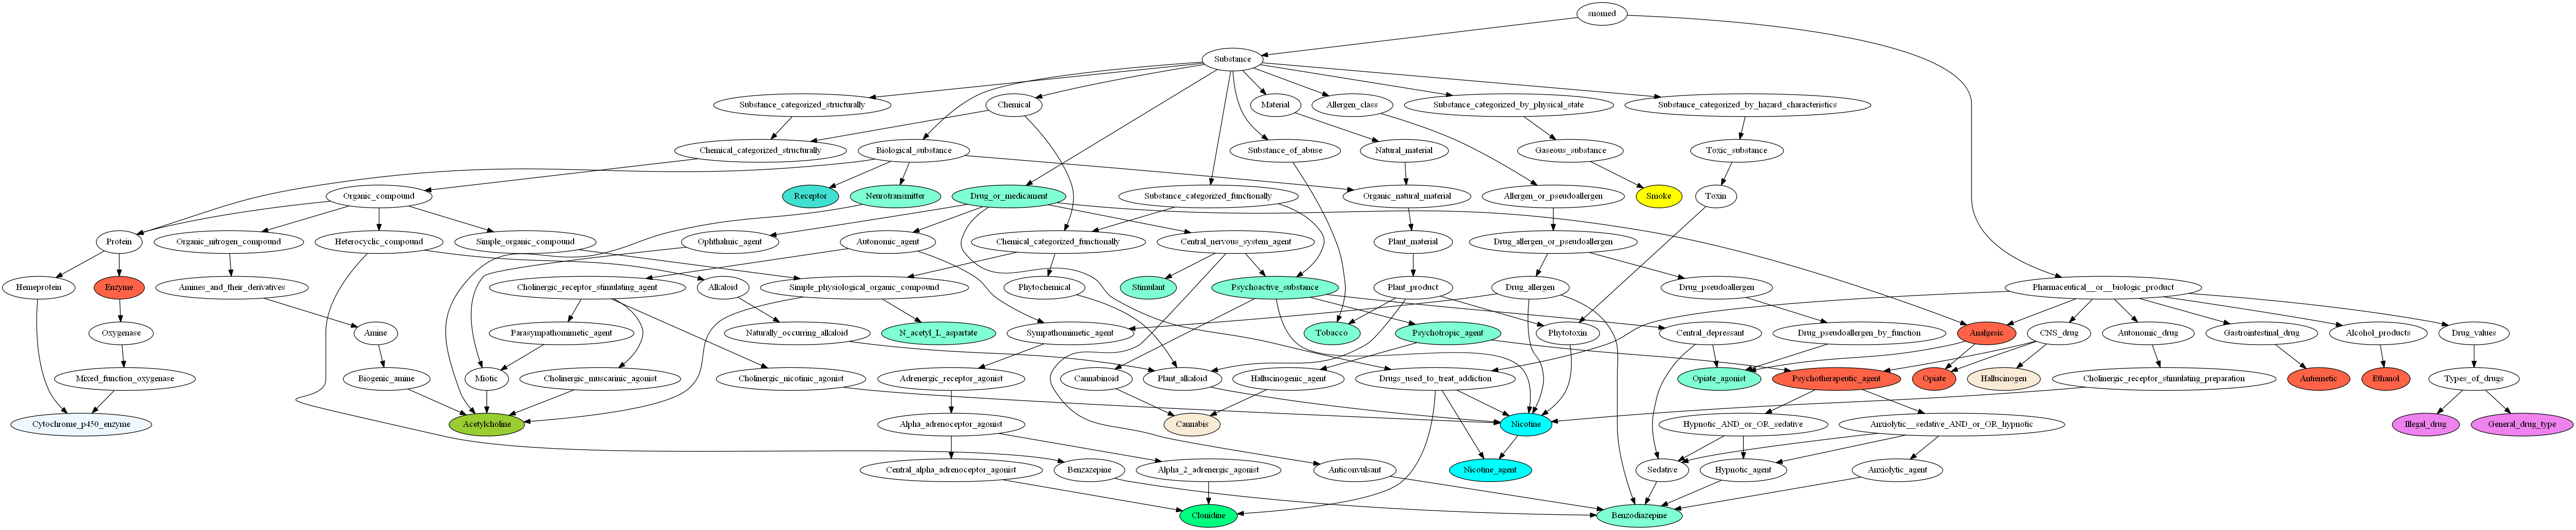 snomed
Substance
Substance_categorized_structurally
Chemical
Material
Allergen_class
Substance_categorized_by_physical_state
Substance_categorized_by_hazard_characteristics
Chemical_categorized_structurally
Biological_substance
Substance_of_abuse
Natural_material
Gaseous_substance
Toxic_substance
Organic_compound
Receptor
Neurotransmitter
Drug_or_medicament
Substance_categorized_functionally
Organic_natural_material
Allergen_or_pseudoallergen
Smoke
Toxin
Protein
Organic_nitrogen_compound
Heterocyclic_compound
Simple_organic_compound
Ophthalmic_agent
Autonomic_agent
Chemical_categorized_functionally
Central_nervous_system_agent
Plant_material
Drug_allergen_or_pseudoallergen
Hemeprotein
Enzyme
Amines_and_their_derivatives
Cholinergic_receptor_stimulating_agent
Alkaloid
Simple_physiological_organic_compound
Phytochemical
Stimulant
Psychoactive_substance
Plant_product
Drug_allergen
Drug_pseudoallergen
Pharmaceutical__or__biologic_product
Oxygenase
Amine
Parasympathomimetic_agent
Naturally_occurring_alkaloid
N_acetyl_L_aspartate
Sympathomimetic_agent
Tobacco
Psychotropic_agent
Phytotoxin
Central_depressant
Drug_pseudoallergen_by_function
Analgesic
CNS_drug
Autonomic_drug
Gastrointestinal_drug
Alcohol_products
Drug_values
Mixed_function_oxygenase
Biogenic_amine
Miotic
Cholinergic_muscarinic_agonist
Cholinergic_nicotinic_agonist
Adrenergic_receptor_agonist
Cannabinoid
Plant_alkaloid
Hallucinogenic_agent
Drugs_used_to_treat_addiction
Opiate_agonist
Psychotherapeutic_agent
Opiate
Hallucinogen
Cholinergic_receptor_stimulating_preparation
Antiemetic
Ethanol
Types_of_drugs
Cytochrome_p450_enzyme
Acetylcholine
Alpha_adrenoceptor_agonist
Cannabis
Nicotine
Hypnotic_AND_or_OR_sedative
Anxiolytic__sedative_AND_or_OR_hypnotic
Illegal_drug
General_drug_type
Central_alpha_adrenoceptor_agonist
Benzazepine
Alpha_2_adrenergic_agonist
Anticonvulsant
Nicotine_agent
Sedative
Hypnotic_agent
Anxiolytic_agent
Clonidine
Benzodiazepine